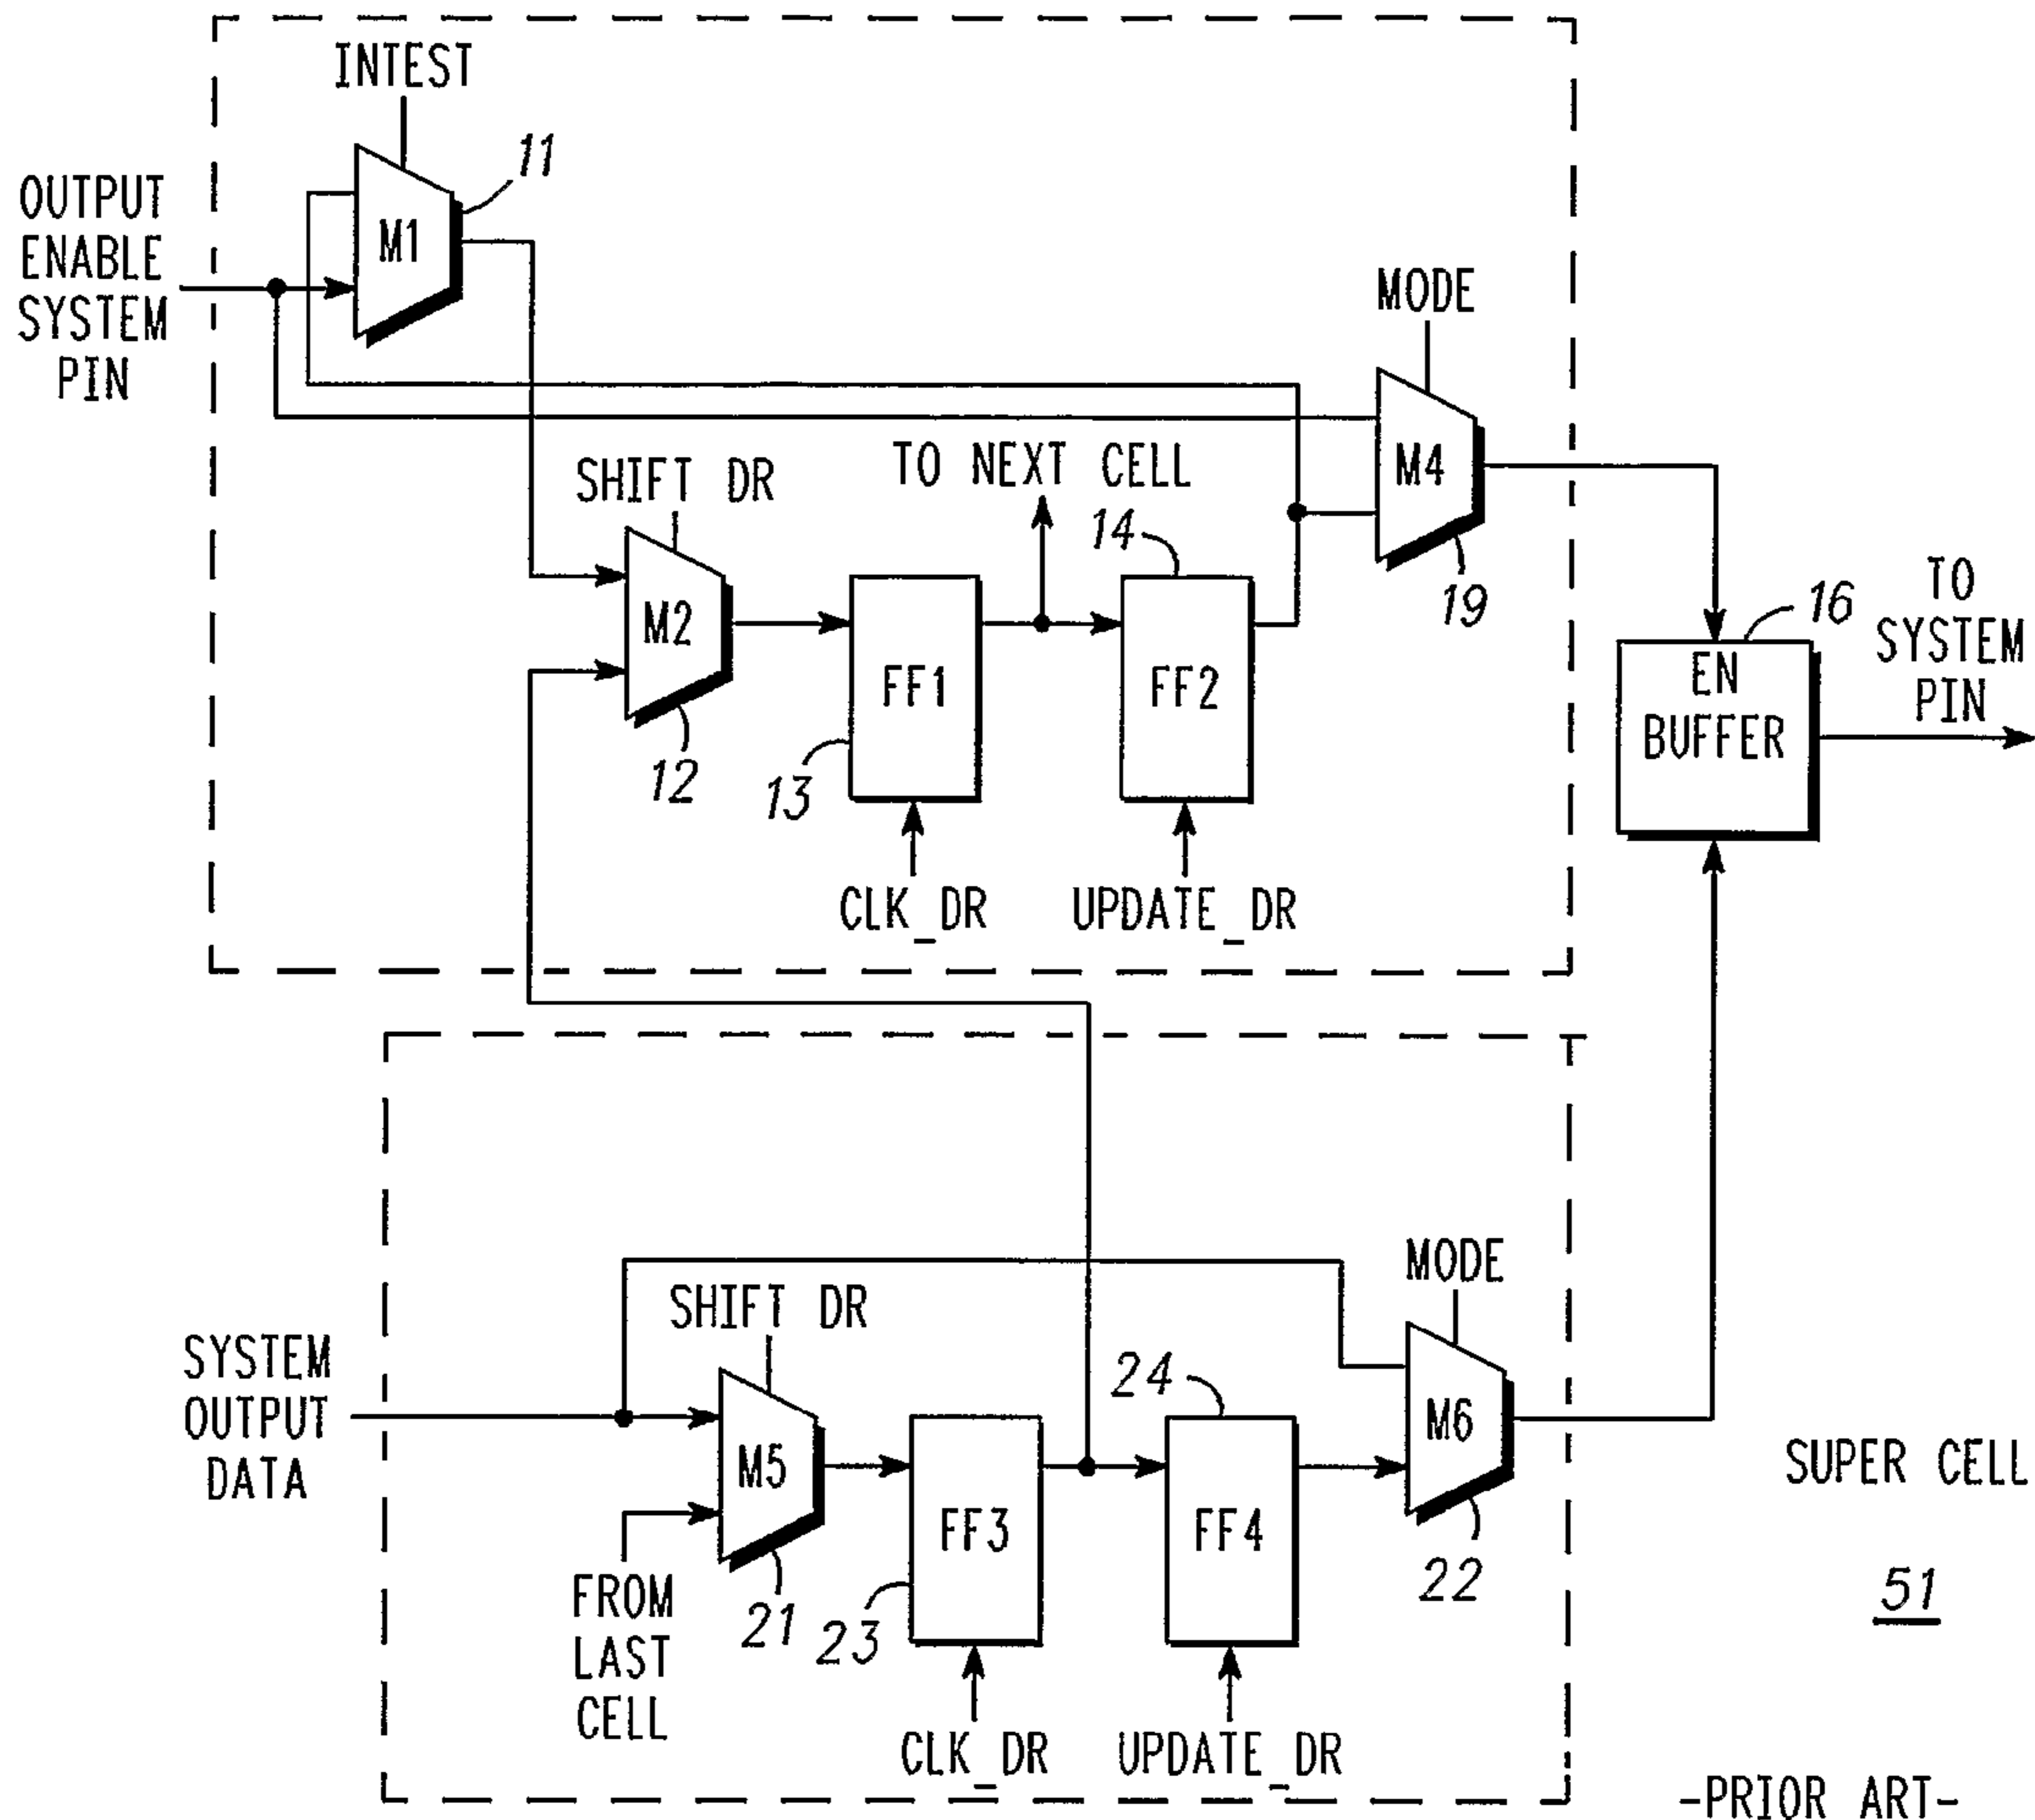 INTEST
11
OUTPUT
ENABLE
SYSTEM
PIN
M1
MODE
M4
19
SHIFT DR
TO NEXT CELL
14
M2
12
FF1
13
FF2
CLK_DR
UPDATE_DR
16
EN
BUFFER
TO
SYSTEM
PIN
SYSTEM
OUTPUT
DATA
SHIFT DR
M5
21
FROM
LAST
CELL
FF3
23
24
FF4
MODE
M6
22
CLK_DR
UPDATE_DR
SUPER CELL
51
-PRIOR ART-